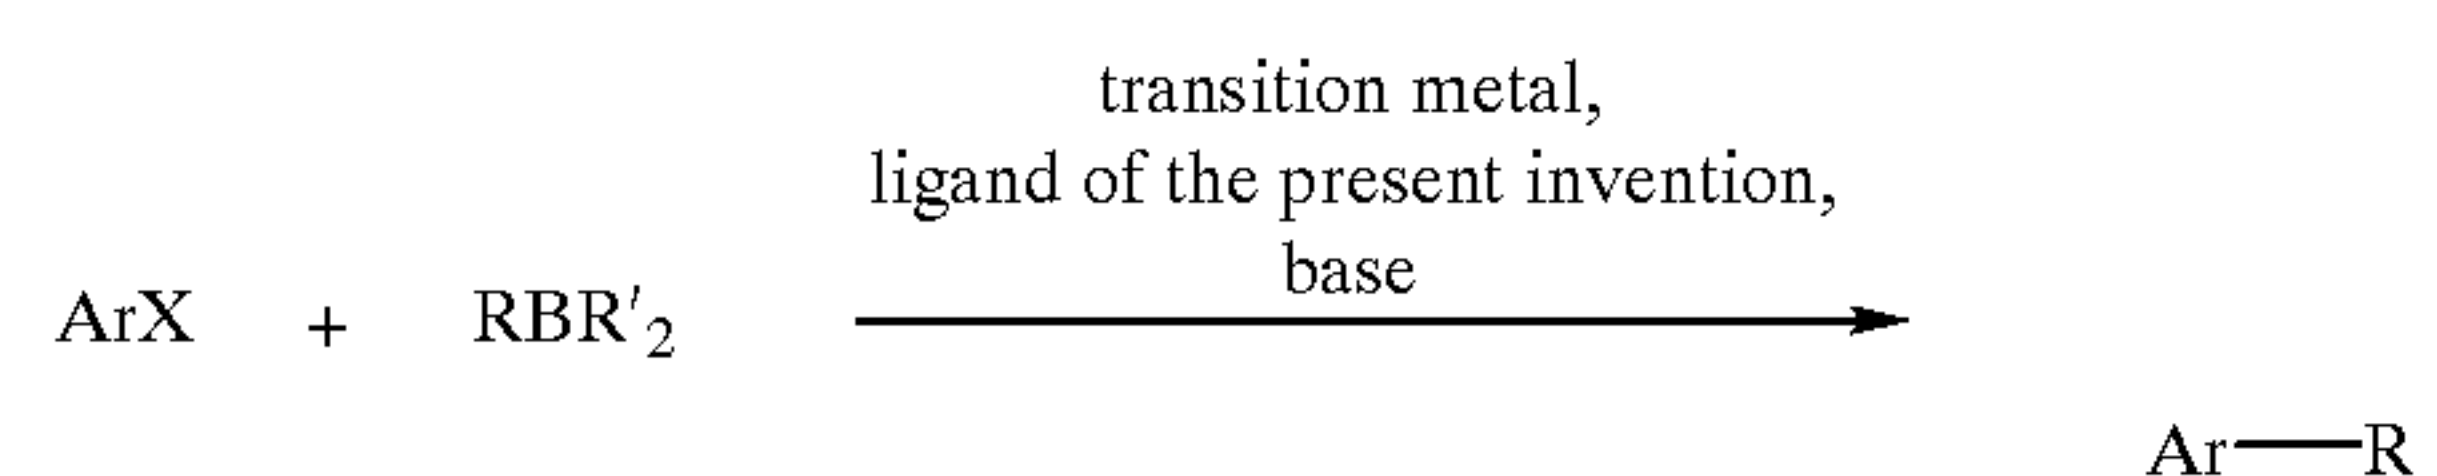 transition metal,
ligand of the present invention,
base
ArX + RBR′₂
Ar—R